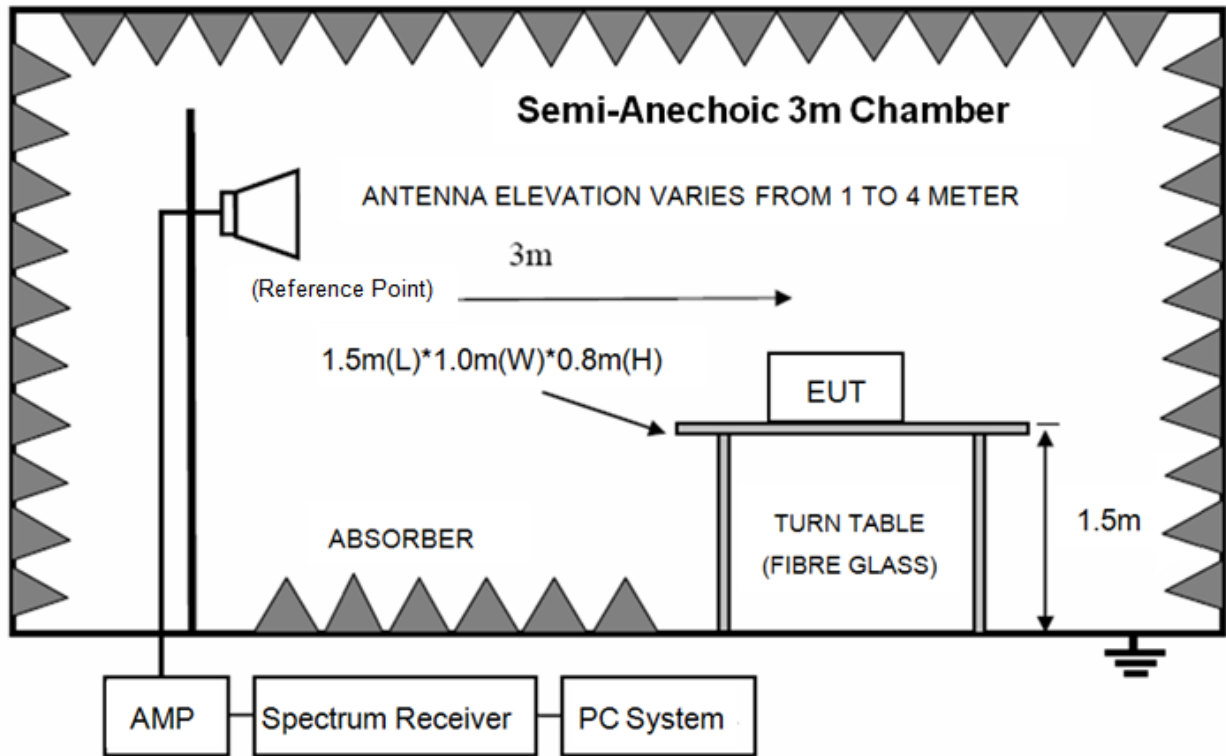 Semi-Anechoic 3m Chamber
ANTENNA ELEVATION VARIES FROM 1 TO 4 METER
3m
(Reference Point)
1.5m(L)*1.0m(W)*0.8m(H)
EUT
1.5m
TURN TABLE
(FIBRE GLASS)
ABSORBER
AMP
Spectrum Receiver
PC System